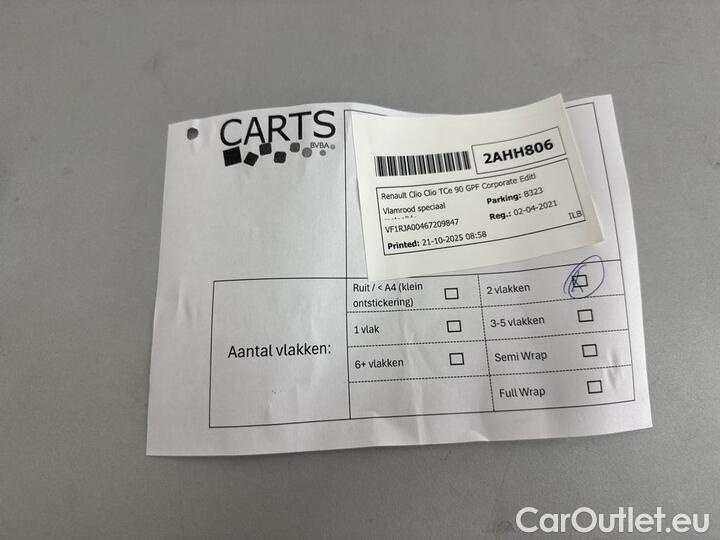 CARTS
BVBA
2AHH806
Renault Clio Clio TCe 90 GPF Corporate Editi
Vlamrood speciaal
Parking: B323
VF1RJA00467209847
Reg.: 02-04-2021
Printed: 21-10-2025 08:58
ILB
Aantal vlakken:
Ruit / < A4 (klein
ontstickering)
2 vlakken
1 vlak
3-5 vlakken
6+ vlakken
Semi Wrap
Full Wrap
CarOutlet.eu